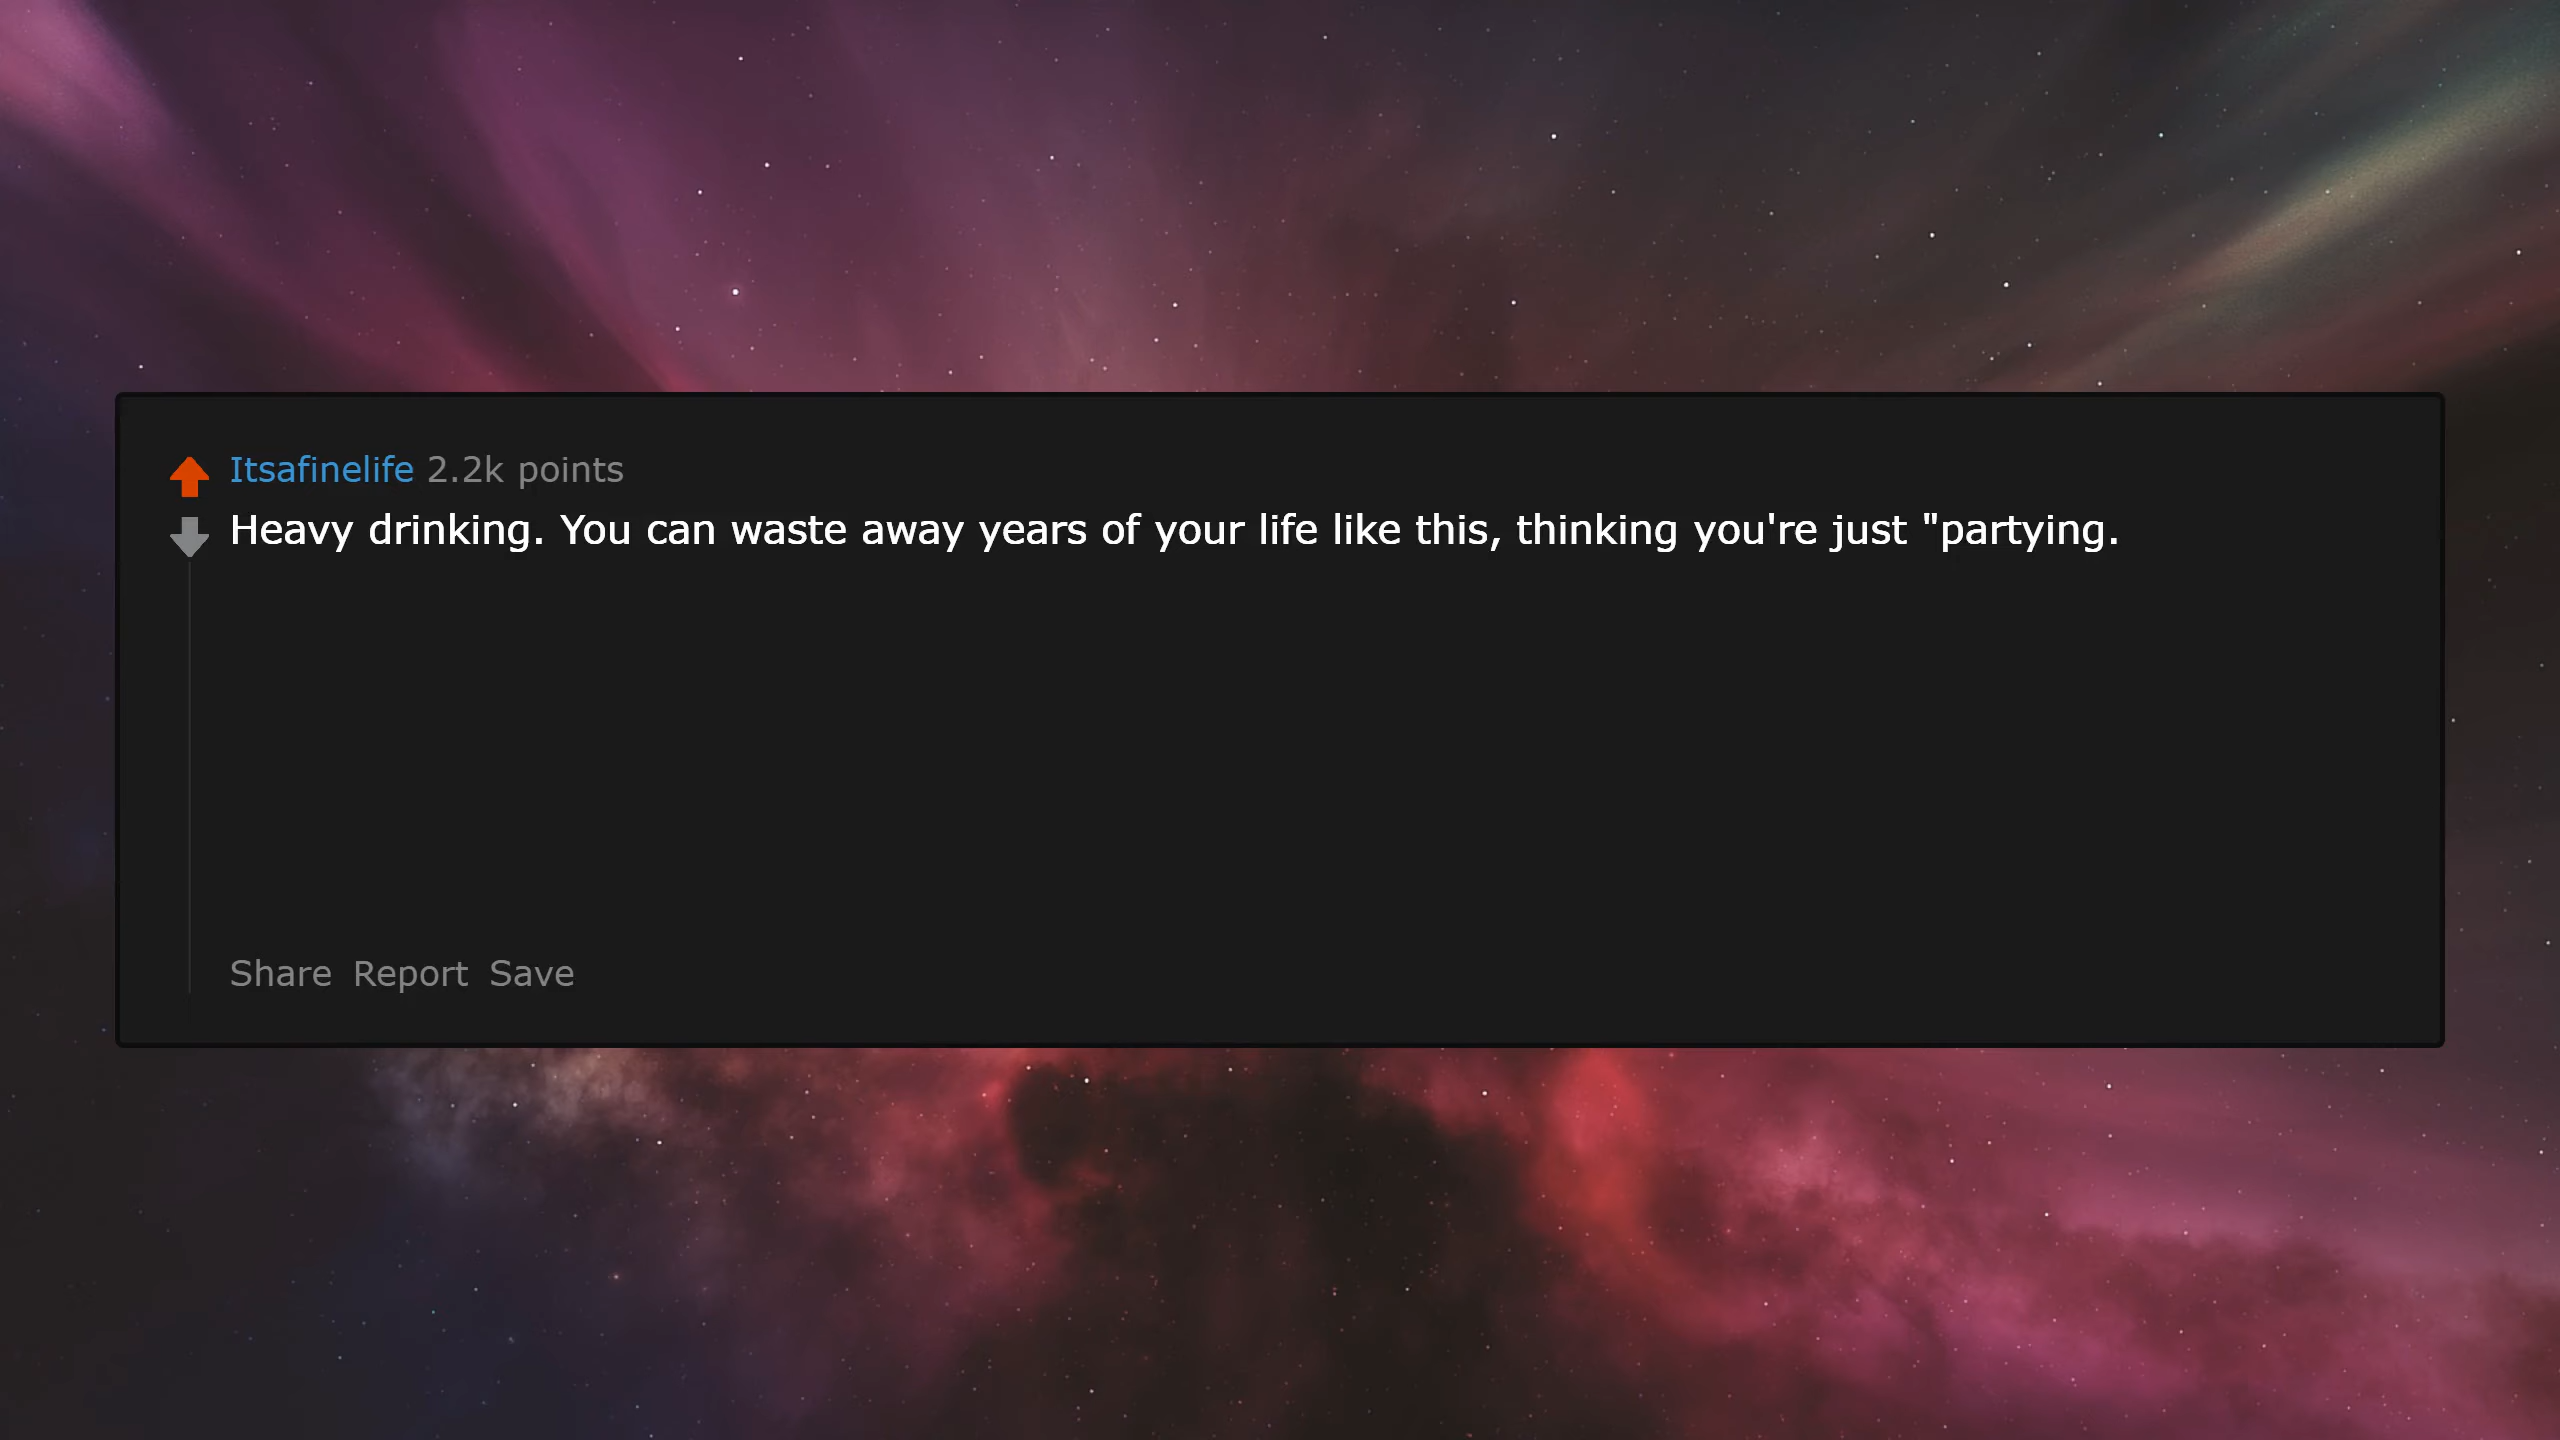 Itsafinelife 2.2k points
Heavy drinking. You can waste away years of your life like this, thinking you're just "partying.
Share Report Save